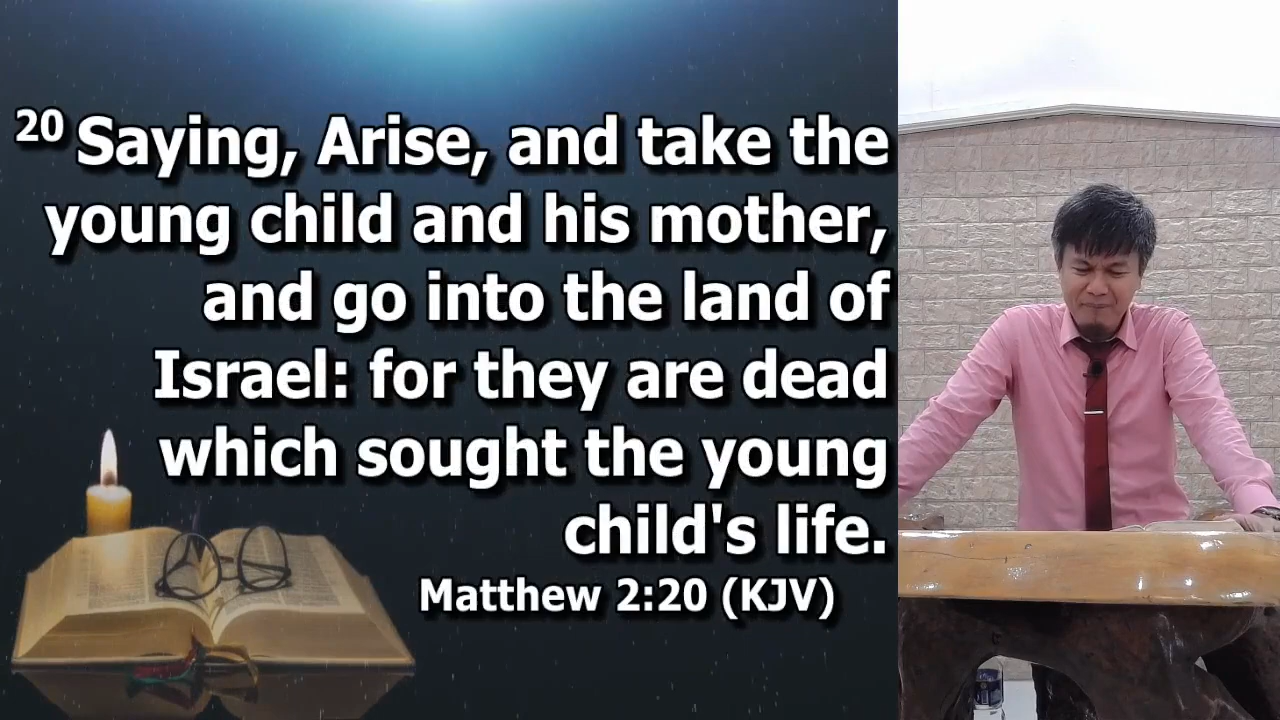 20 Saying, Arise, and take the
young child and his mother,
and go into the land of
Israel: for they are dead
which sought the young
child's life.
Matthew 2:20 (KJV)